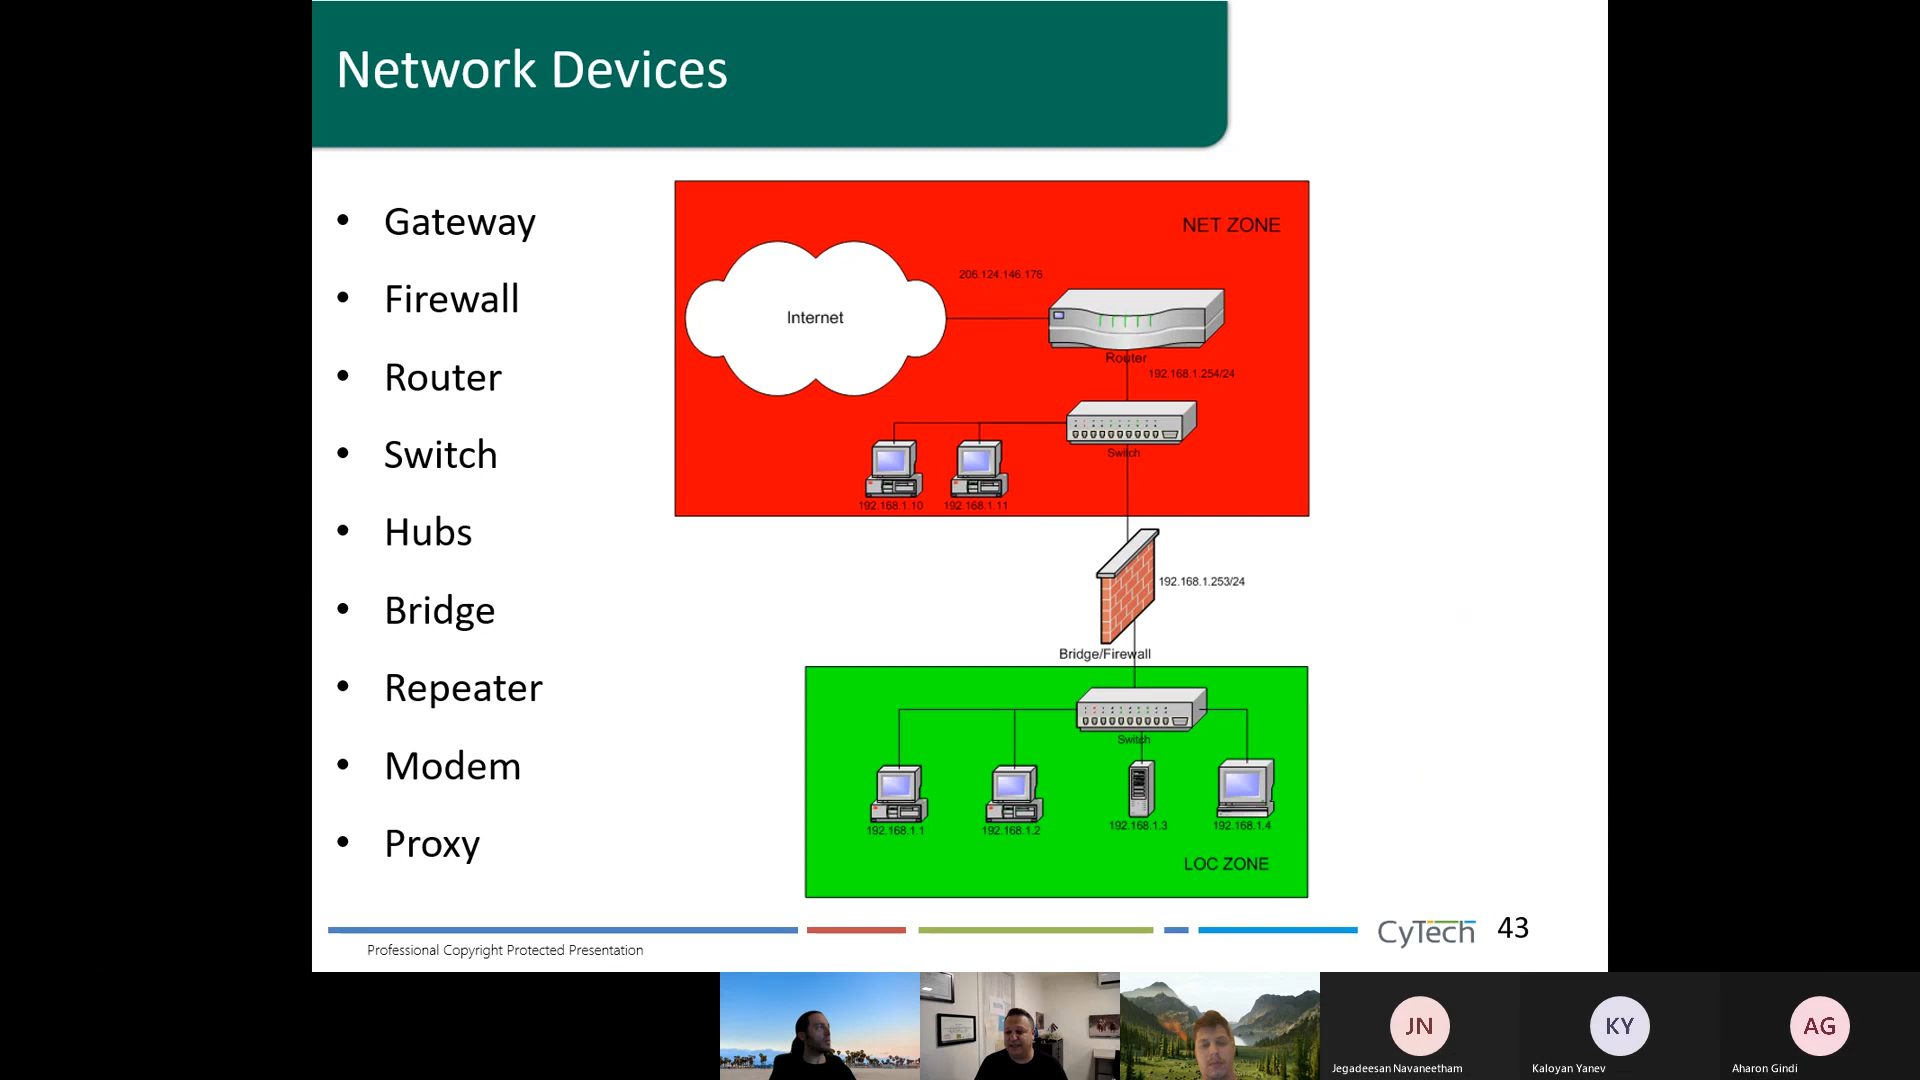 Network Devices
• Gateway
• Firewall
• Router
• Switch
• Hubs
• Bridge
• Repeater
• Modem
• Proxy
NET ZONE
206.124.146.176
Internet
Router
192.168.1.254/24
Switch
192.168.1.10
192.168.1.11
192.168.1.253/24
Bridge/Firewall
Switch
192.168.1.1
192.168.1.2
192.168.1.3
192.168.1.4
LOC ZONE
Professional Copyright Protected Presentation
CyTech
43
JN
Jegadeesan Navaneetham
KY
Kaloyan Yanev
AG
Aharon Gindi